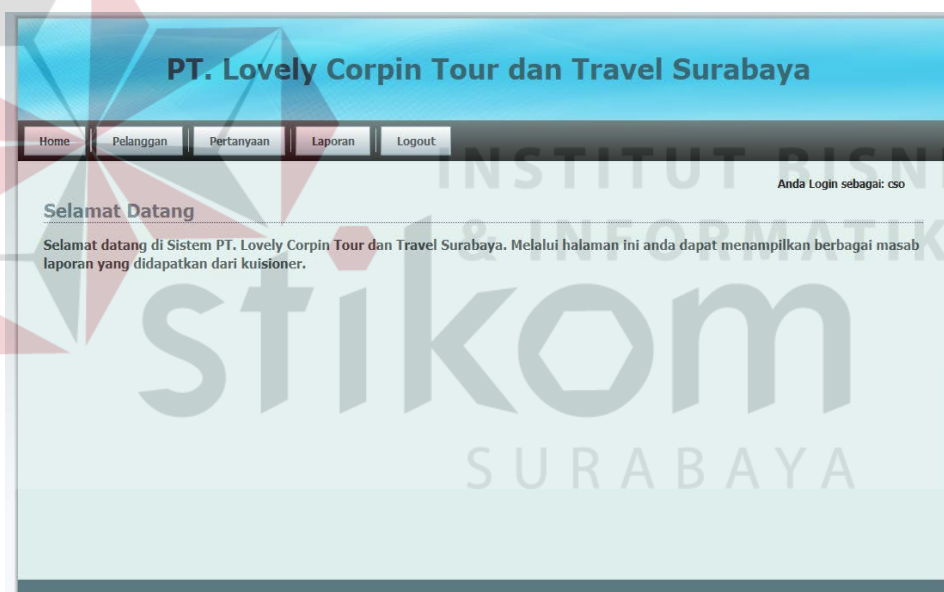 PT. Lovely Corpin Tour dan Travel Surabaya
Home Pelanggan Pertanyaan Laporan Logout
Anda Login sebagai: cso
Selamat Datang
Selamat datang di Sistem PT. Lovely Corpin Tour dan Travel Surabaya. Melalui halaman ini anda dapat menampilkan berbagai masab
laporan yang didapatkan dari kuisioner.
INSTITUT BISNI
& INFORMATIK
stikom
SURABAYA